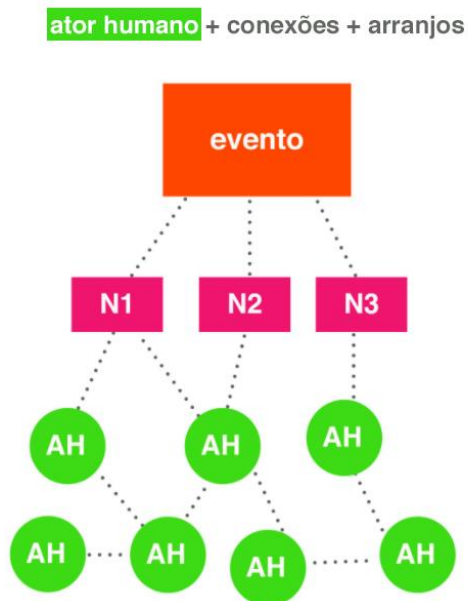 ator humano + conexões + arranjos
evento
N1 N2 N3
AH AH AH
AH AH AH AH